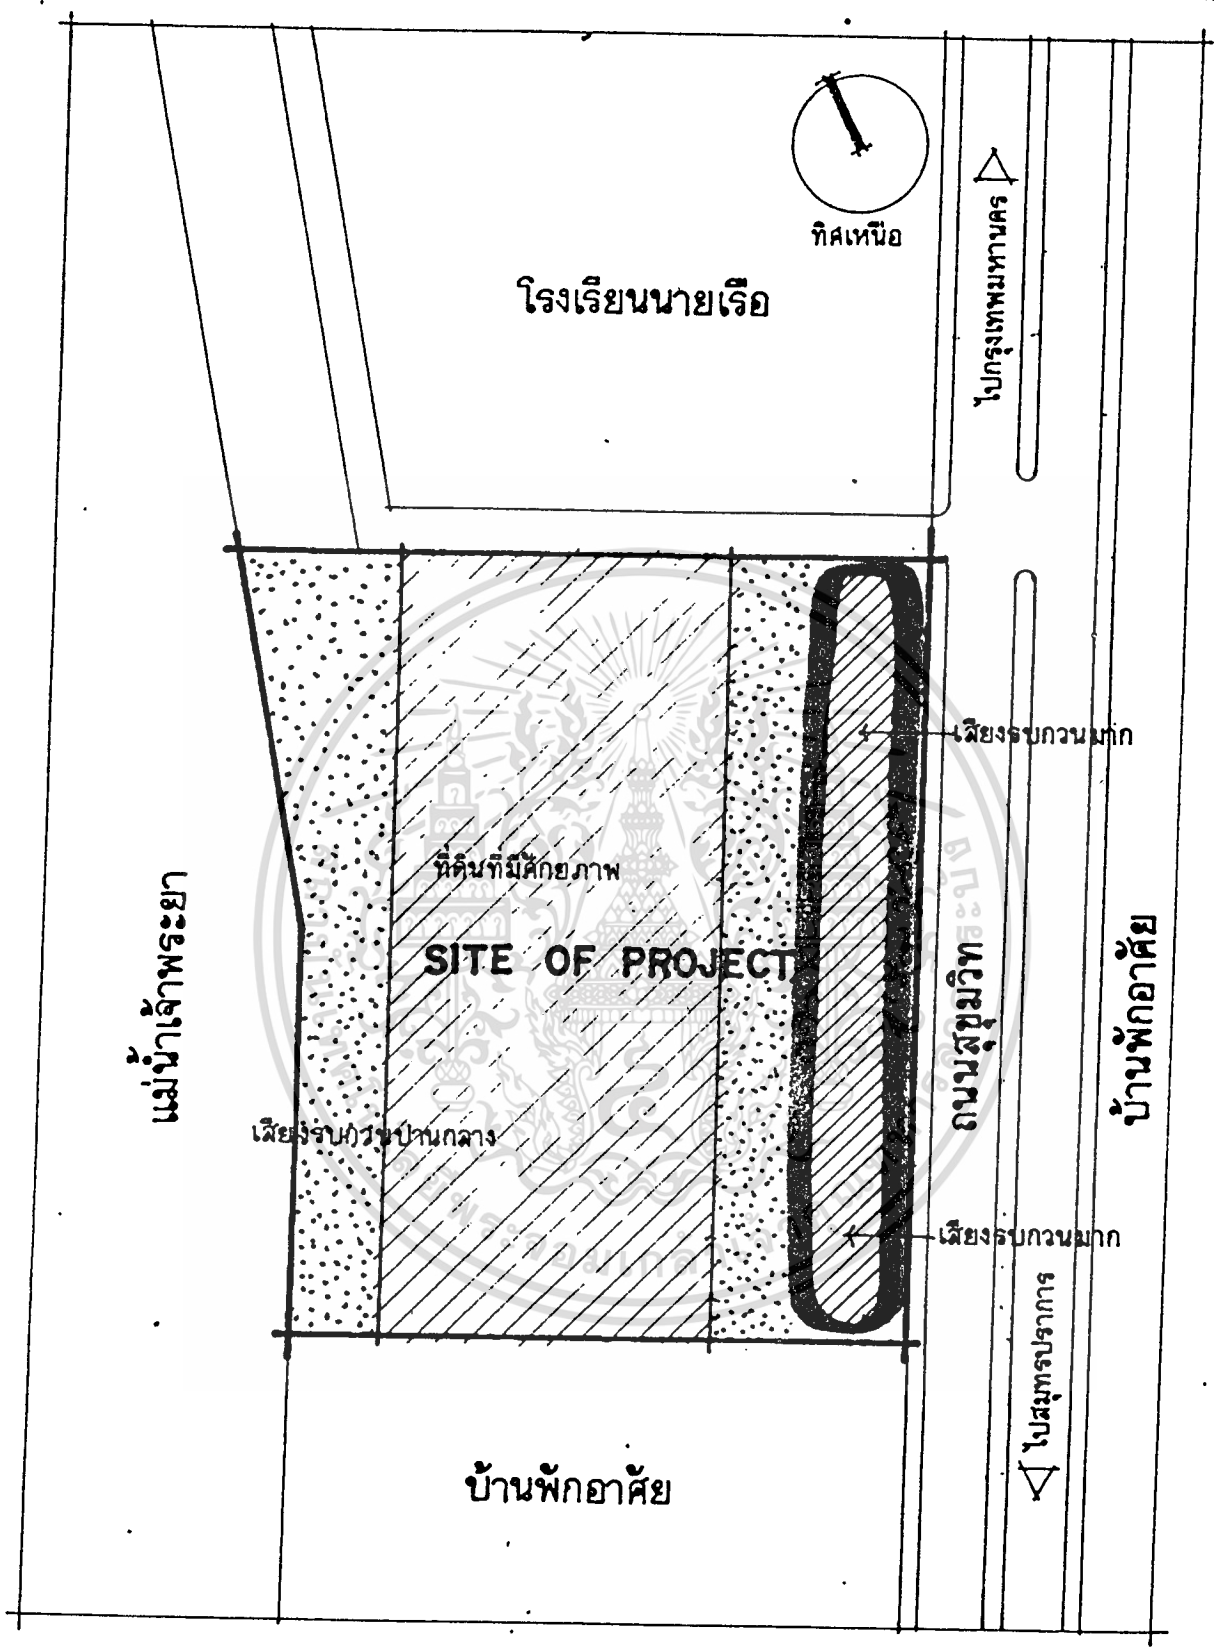 ทิศเหนือ
โรงเรียนนายเรือ
ไปกรุงเทพมหานคร
เสียงรบกวนมาก
ที่ดินที่มีศักยภาพ
SITE OF PROJECT
แม่น้ำเจ้าพระยา
ถนนสุขุมวิท
บ้านพักอาศัย
เสียงรบกวนปานกลาง
เสียงรบกวนมาก
ไปสมุทรปราการ
บ้านพักอาศัย